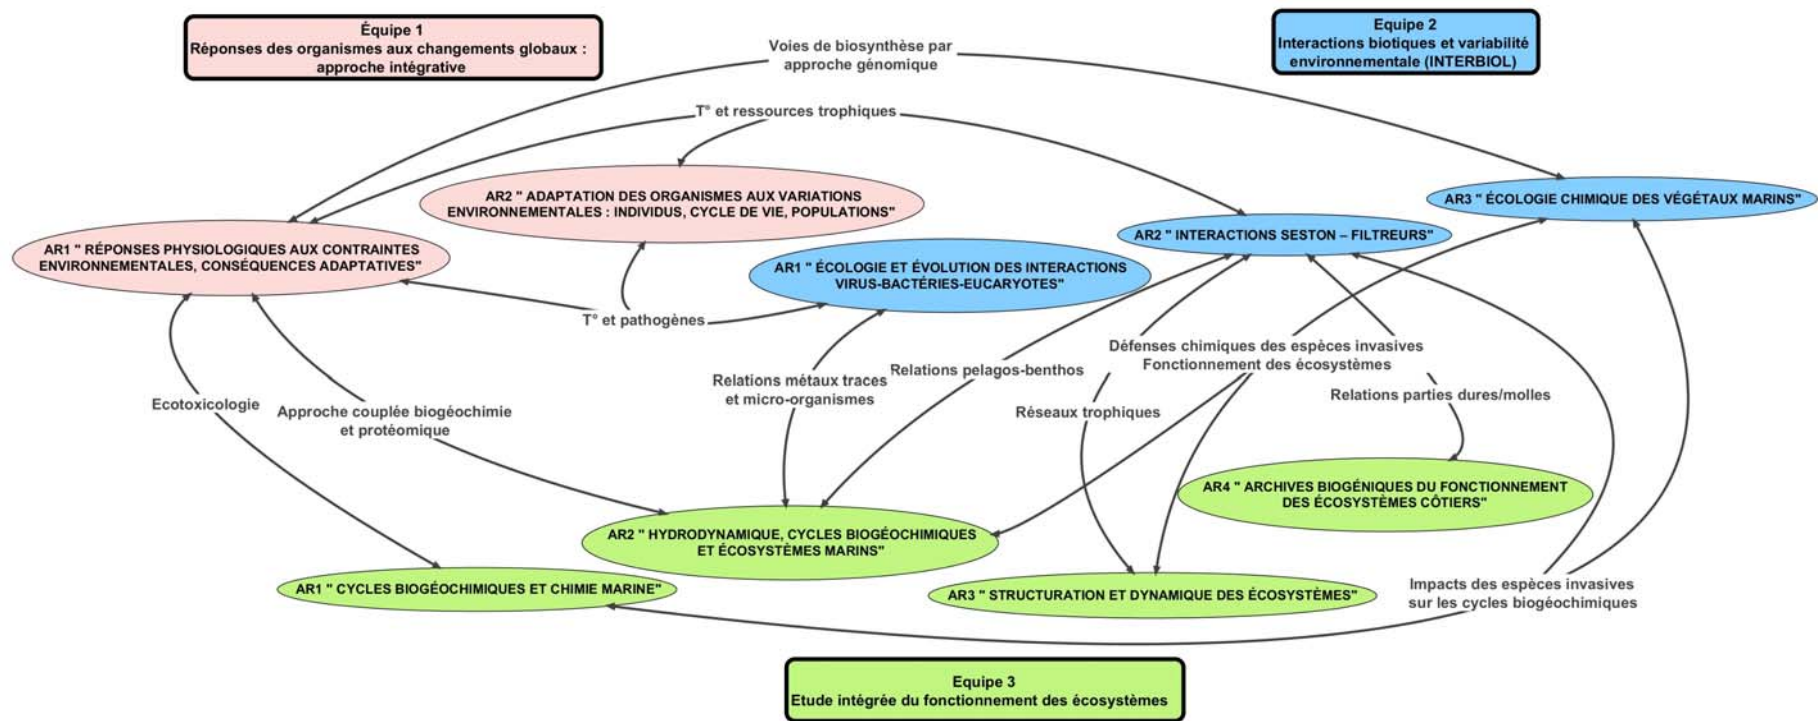 Équipe 1
Réponses des organismes aux changements globaux :
approche intégrative
Equipe 2
Interactions biotiques et variabilité
environnementale (INTERBIOL)
Voies de biosynthèse par
approche génomique
T° et ressources trophiques
AR2 " ADAPTATION DES ORGANISMES AUX VARIATIONS
ENVIRONNEMENTALES : INDIVIDUS, CYCLE DE VIE, POPULATIONS"
AR3 " ÉCOLOGIE CHIMIQUE DES VÉGÉTAUX MARINS"
AR2 " INTERACTIONS SESTON – FILTREURS"
AR1 " RÉPONSES PHYSIOLOGIQUES AUX CONTRAINTES
ENVIRONNEMENTALES, CONSÉQUENCES ADAPTATIVES"
AR1 " ÉCOLOGIE ET ÉVOLUTION DES INTERACTIONS
VIRUS-BACTÉRIES-EUCARYOTES"
T° et pathogènes
Défenses chimiques des espèces invasives
Fonctionnement des écosystèmes
Relations pelagos-benthos
Relations métaux traces
et micro-organismes
Relations parties dures/molles
Ecotoxicologie
Approche couplée biogéochimie
et protéomique
Réseaux trophiques
AR4 " ARCHIVES BIOGÉNIQUES DU FONCTIONNEMENT
DES ÉCOSYSTÈMES CÔTIERS"
AR2 " HYDRODYNAMIQUE, CYCLES BIOGÉOCHIMIQUES
ET ÉCOSYSTÈMES MARINS"
AR1 " CYCLES BIOGÉOCHIMIQUES ET CHIMIE MARINE"
AR3 " STRUCTURATION ET DYNAMIQUE DES ÉCOSYSTÈMES"
Impacts des espèces invasives
sur les cycles biogéochimiques
Equipe 3
Etude intégrée du fonctionnement des écosystèmes